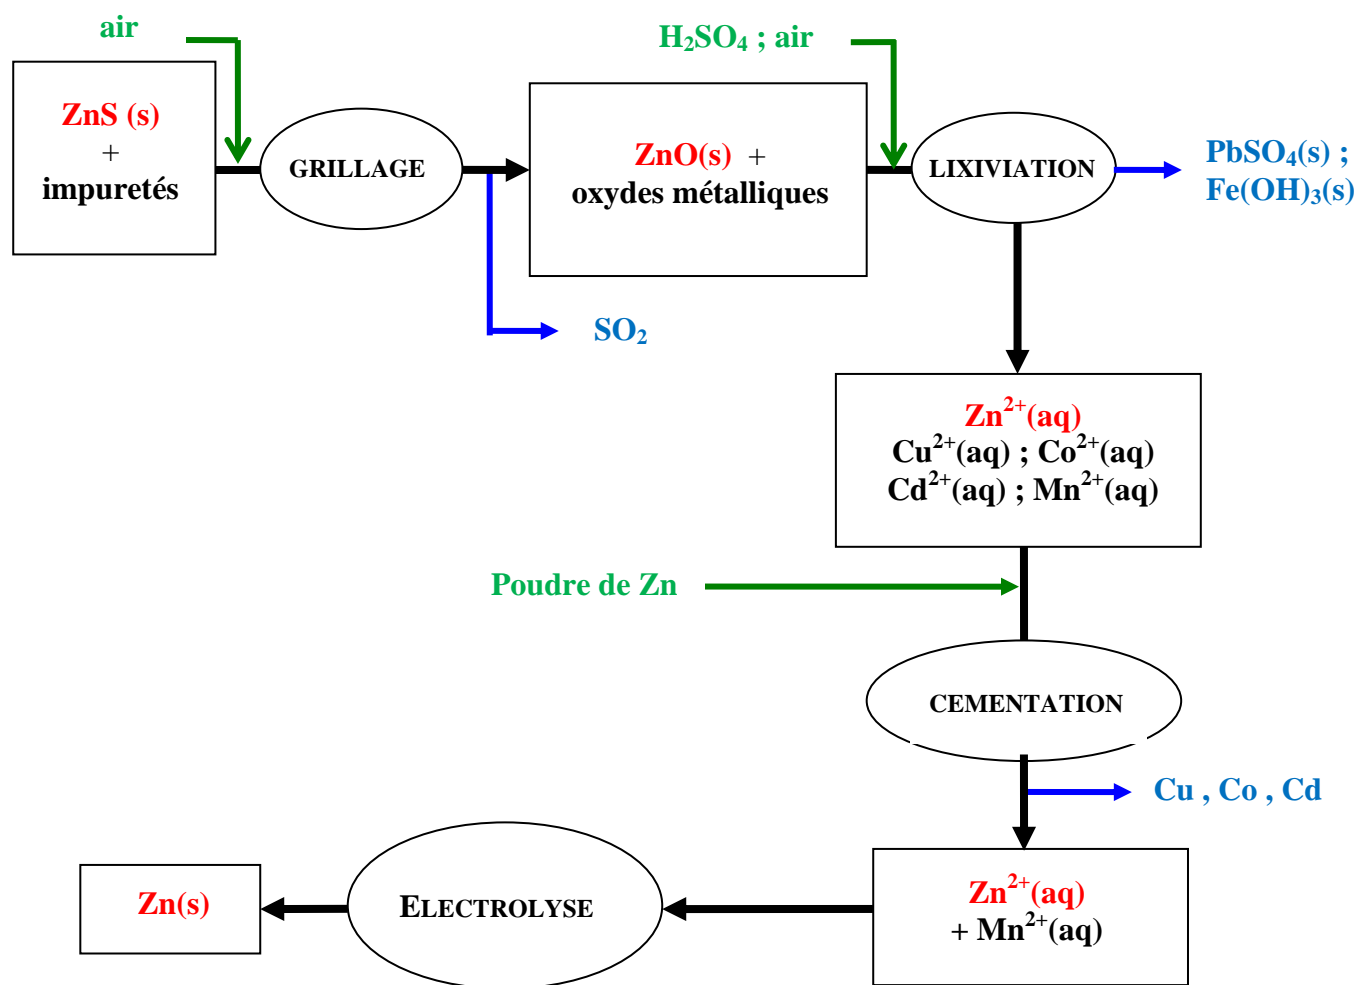 air
ZnS (s)
+
impuretés
GRILLAGE
SO₂
H₂SO₄ ; air
ZnO(s) +
oxydes métalliques
LIXIVIATION
PbSO₄(s) ;
Fe(OH)₃(s)
Zn²⁺(aq)
Cu²⁺(aq) ; Co²⁺(aq)
Cd²⁺(aq) ; Mn²⁺(aq)
Poudre de Zn
CEMENTATION
Cu , Co , Cd
Zn²⁺(aq)
+ Mn²⁺(aq)
ELECTROLYSE
Zn(s)